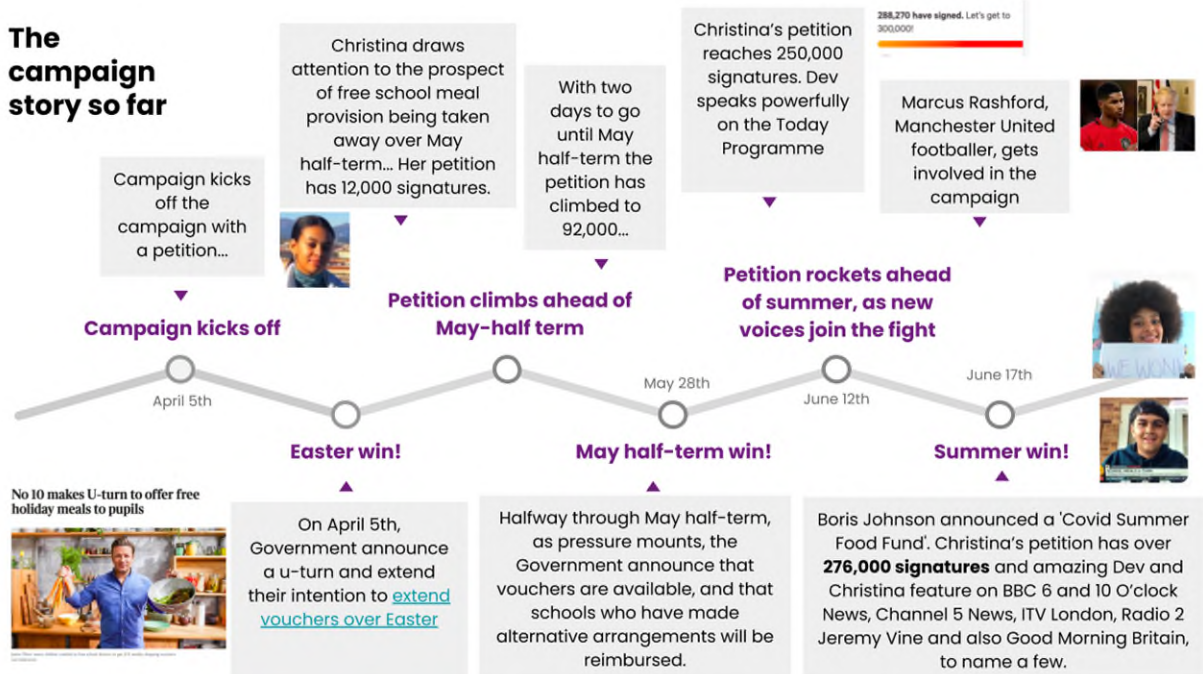 The
campaign
story so far
Campaign kicks
off the
campaign with
a petition...
Christina draws
attention to the prospect
of free school meal
provision being taken
away over May
half-term... Her petition
has 12,000 signatures.
With two
days to go
until May
half-term the
petition has
climbed to
92,000...
Christina's petition
reaches 250,000
signatures. Dev
speaks powerfully
on the Today
Programme
288,270 have signed. Let's get to
300,000!
Marcus Rashford,
Manchester United
footballer, gets
involved in the
campaign
Campaign kicks off
Petition climbs ahead of
May-half term
Petition rockets ahead
of summer, as new
voices join the fight
WE WON!
April 5th
May 28th
June 12th
June 17th
Easter win!
May half-term win!
Summer win!
No 10 makes U-turn to offer free
holiday meals to pupils
On April 5th,
Government announce
a u-turn and extend
their intention to extend
vouchers over Easter
Halfway through May half-term,
as pressure mounts, the
Government announce that
vouchers are available, and that
schools who have made
alternative arrangements will be
reimbursed.
Boris Johnson announced a 'Covid Summer
Food Fund'. Christina's petition has over
276,000 signatures and amazing Dev and
Christina feature on BBC 6 and 10 O'clock
News, Channel 5 News, ITV London, Radio 2
Jeremy Vine and also Good Morning Britain,
to name a few.